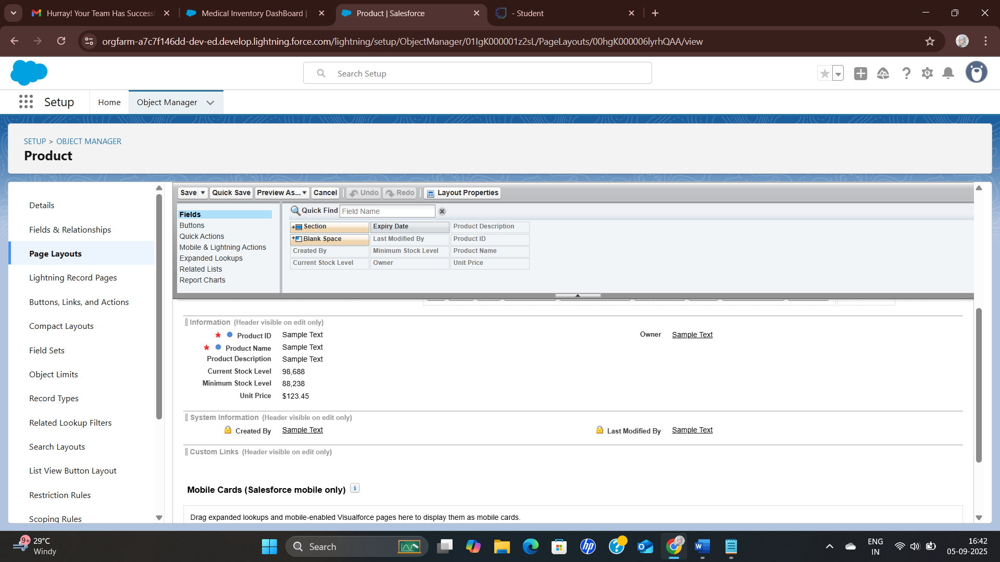 Hurray! Your Team Has Success
Medical Inventory DashBoard |
Product | Salesforce
- Student
orgfarm-a7c7f146dd-dev-ed.develop.lightning.force.com/lightning/setup/ObjectManager/01IgK000001z2sL/PageLayouts/00hgK000006lyrhQAA/view
Search Setup
Setup
Home
Object Manager
SETUP > OBJECT MANAGER
Product
Details
Fields & Relationships
Page Layouts
Lightning Record Pages
Buttons, Links, and Actions
Compact Layouts
Field Sets
Object Limits
Record Types
Related Lookup Filters
Search Layouts
List View Button Layout
Restriction Rules
Scoping Rules
Save Quick Save Preview As... Cancel Undo Redo Layout Properties
Fields
Buttons
Quick Actions
Mobile & Lightning Actions
Expanded Lookups
Related Lists
Report Charts
Quick Find Field Name
Section Expiry Date Product Description
Blank Space Last Modified By Product ID
Created By Minimum Stock Level Product Name
Current Stock Level Owner Unit Price
Information (Header visible on edit only)
* Product ID Sample Text Owner Sample Text
* Product Name Sample Text
Product Description Sample Text
Current Stock Level 98,688
Minimum Stock Level 88,238
Unit Price $123.45
System Information (Header visible on edit only)
Created By Sample Text Last Modified By Sample Text
Custom Links (Header visible on edit only)
Mobile Cards (Salesforce mobile only) i
Drag expanded lookups and mobile-enabled Visualforce pages here to display them as mobile cards.
9+
29°C
Windy
Search
ENG
IN
16:42
05-09-2025